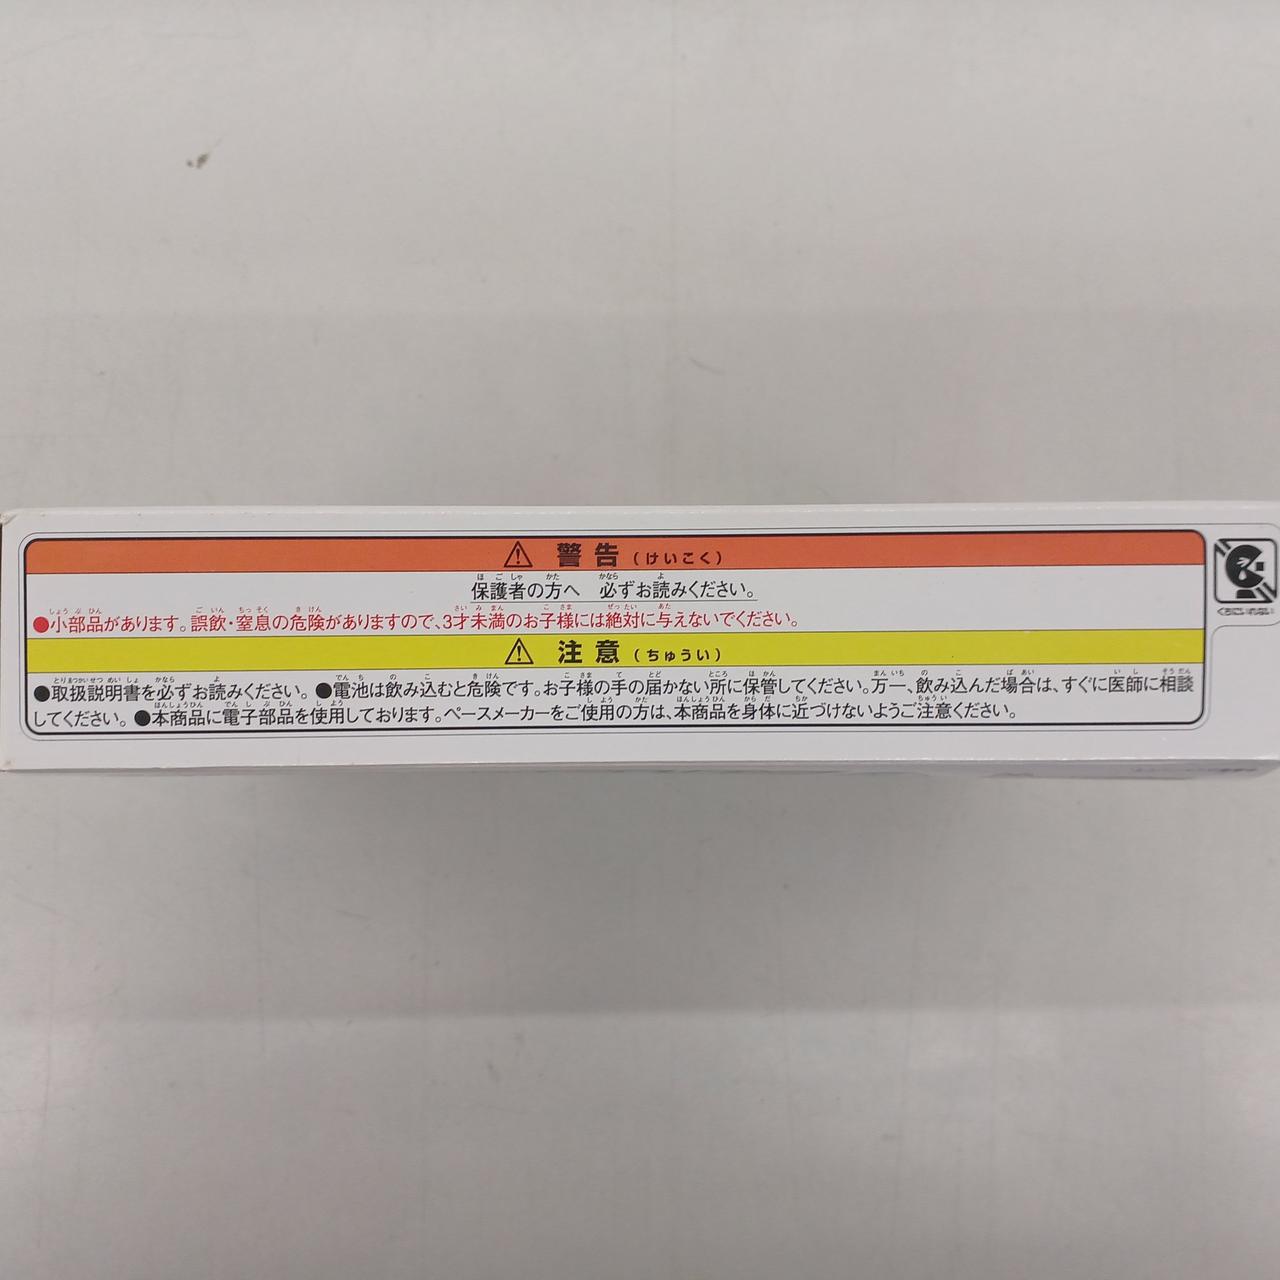 警告（けいこく）
保護者の方へ 必ずお読みください。
●小部品があります。誤飲・窒息の危険がありますので、3才未満のお子様には絶対に与えないでください。
くちにいれない
注意（ちゅうい）
●取扱説明書を必ずお読みください。●電池は飲み込むと危険です。お子様の手の届かない所に保管してください。万一、飲み込んだ場合は、すぐに医師に相談
してください。●本商品に電子部品を使用しております。ペースメーカーをご使用の方は、本商品を身体に近づけないようご注意ください。